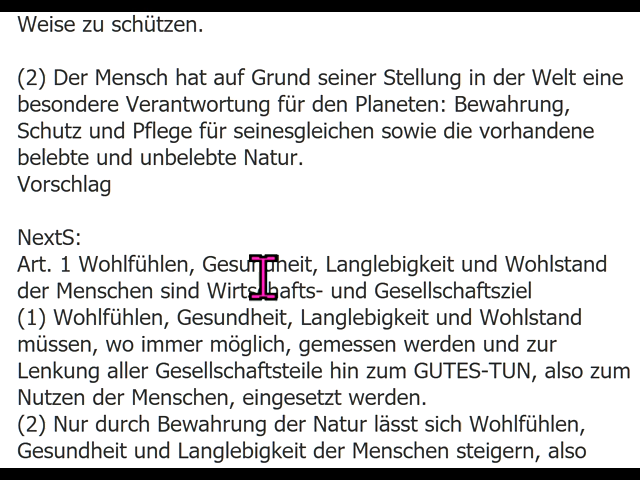 Weise zu schützen.
(2) Der Mensch hat auf Grund seiner Stellung in der Welt eine
besondere Verantwortung für den Planeten: Bewahrung,
Schutz und Pflege für seinesgleichen sowie die vorhandene
belebte und unbelebte Natur.
Vorschlag
NextS:
Art. 1 Wohlfühlen, Gesundheit, Langlebigkeit und Wohlstand
der Menschen sind Wirtschafts- und Gesellschaftsziel
(1) Wohlfühlen, Gesundheit, Langlebigkeit und Wohlstand
müssen, wo immer möglich, gemessen werden und zur
Lenkung aller Gesellschaftsteile hin zum GUTES-TUN, also zum
Nutzen der Menschen, eingesetzt werden.
(2) Nur durch Bewahrung der Natur lässt sich Wohlfühlen,
Gesundheit und Langlebigkeit der Menschen steigern, also